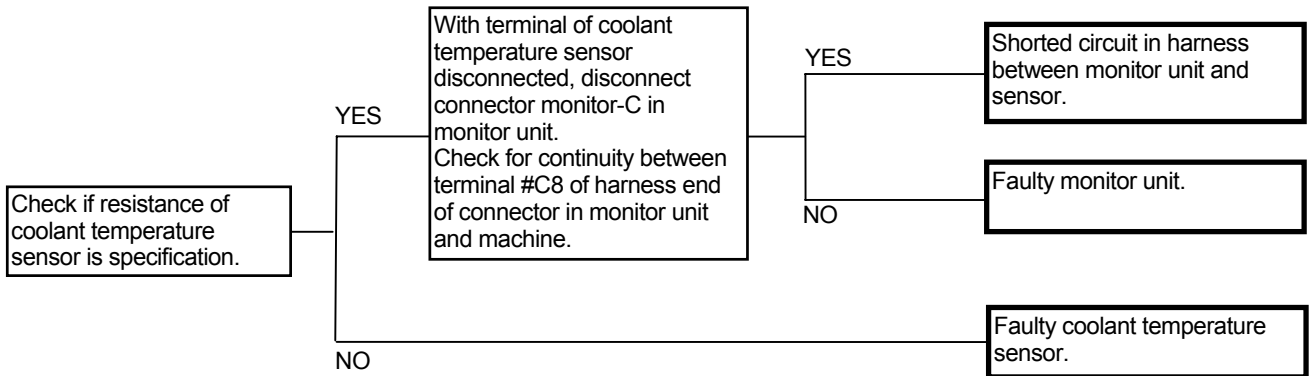 Check if resistance of
coolant temperature
sensor is specification.
YES
With terminal of coolant
temperature sensor
disconnected, disconnect
connector monitor-C in
monitor unit.
Check for continuity between
terminal #C8 of harness end
of connector in monitor unit
and machine.
YES
Shorted circuit in harness
between monitor unit and
sensor.
NO
Faulty monitor unit.
NO
Faulty coolant temperature
sensor.